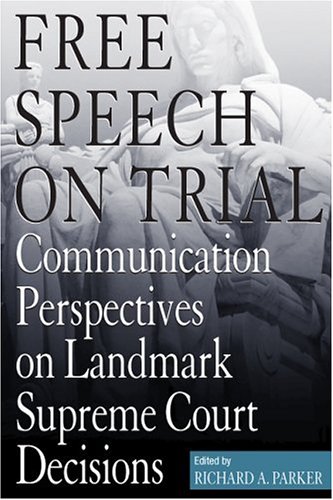 FREE
SPEECH
ON TRIAL
Communication
Perspectives
on Landmark
Supreme Court
Decisions
Edited by
RICHARD A. PARKER